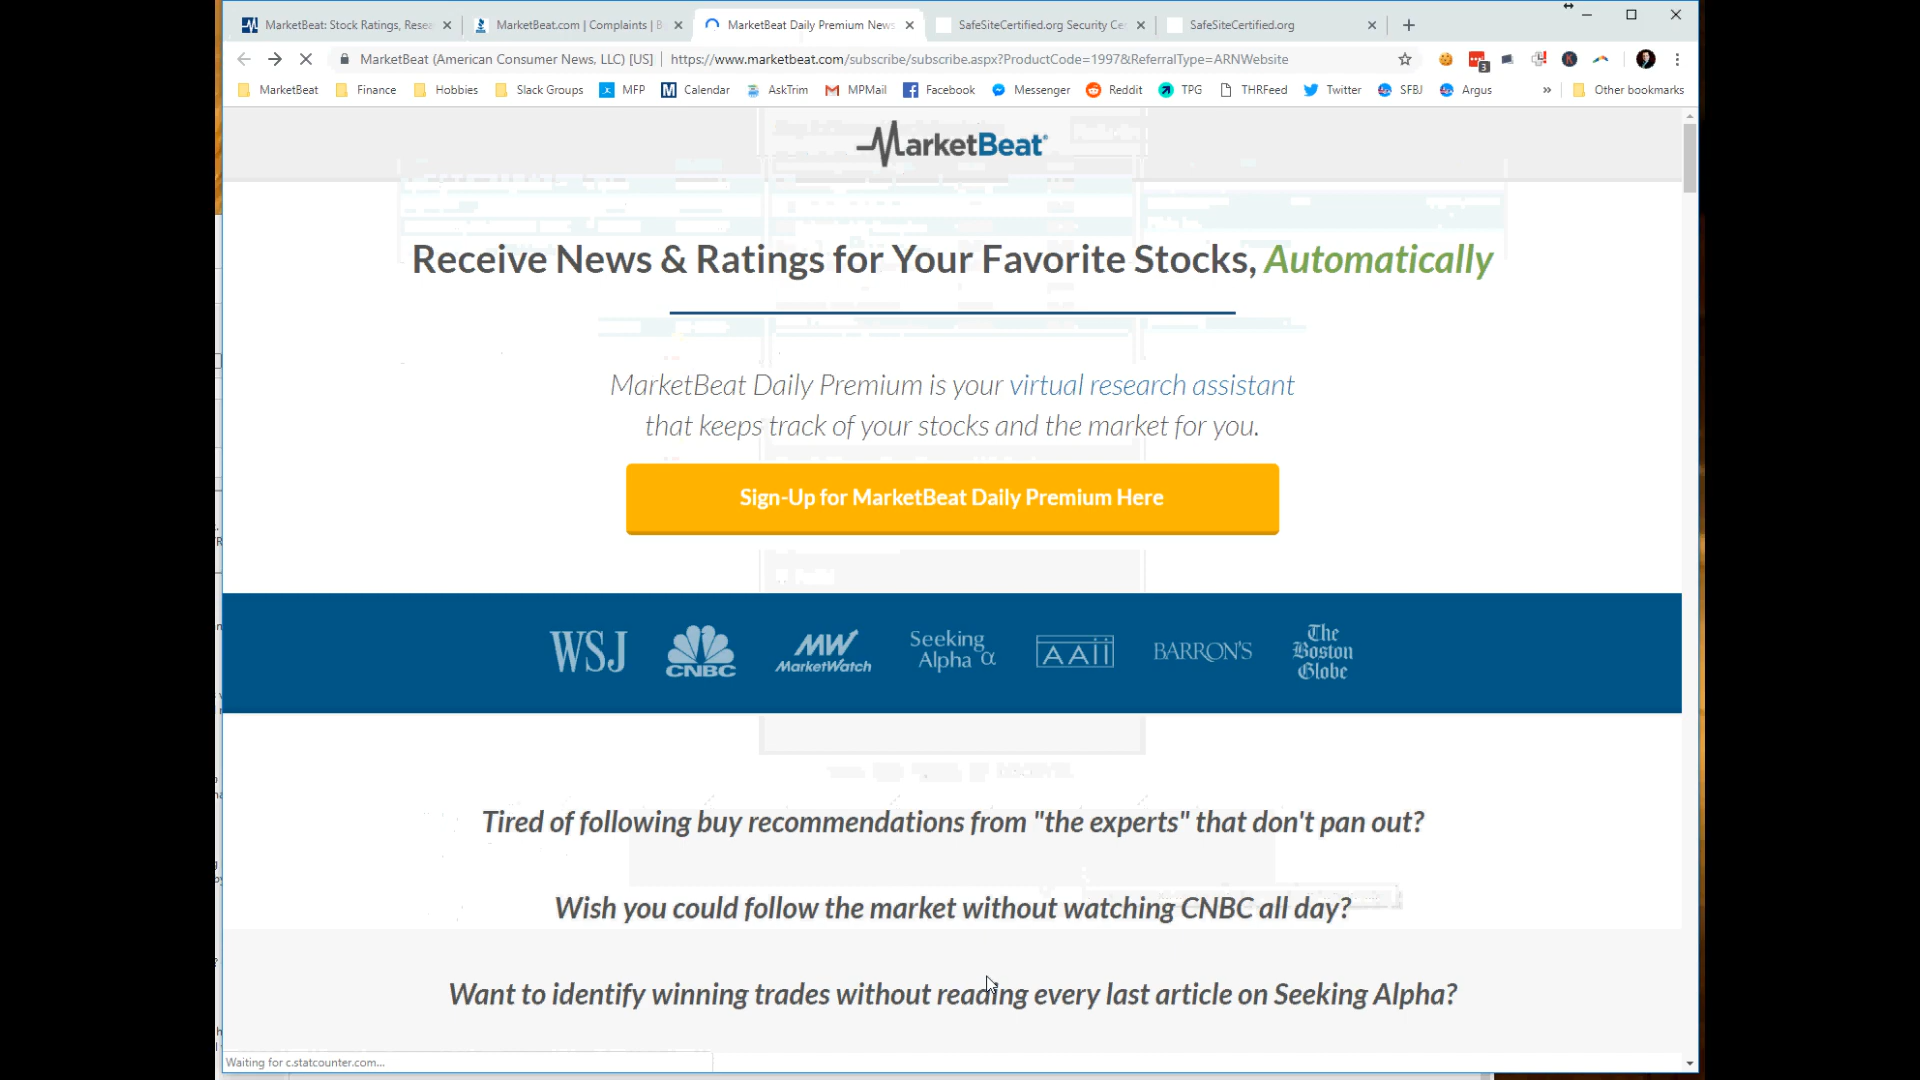 MarketBeat: Stock Ratings, Rese
MarketBeat.com | Complaints | B
MarketBeat Daily Premium News
SafeSiteCertified.org Security Ce
SafeSiteCertified.org
MarketBeat (American Consumer News, LLC) [US] | https://www.marketbeat.com/subscribe/subscribe.aspx?ProductCode=1997&ReferralType=ARNWebsite
3
MarketBeat Finance Hobbies Slack Groups MFP Calendar AskTrim MPMail Facebook Messenger Reddit TPG THRFeed Twitter SFBJ Argus » Other bookmarks
MarketBeat®
Receive News & Ratings for Your Favorite Stocks, Automatically
MarketBeat Daily Premium is your virtual research assistant
that keeps track of your stocks and the market for you.
Sign-Up for MarketBeat Daily Premium Here
WSJ
CNBC
MW
MarketWatch
Seeking
Alpha α
AAII
BARRON'S
The
Boston
Globe
Tired of following buy recommendations from "the experts" that don't pan out?
Wish you could follow the market without watching CNBC all day?
Want to identify winning trades without reading every last article on Seeking Alpha?
Waiting for c.statcounter.com...